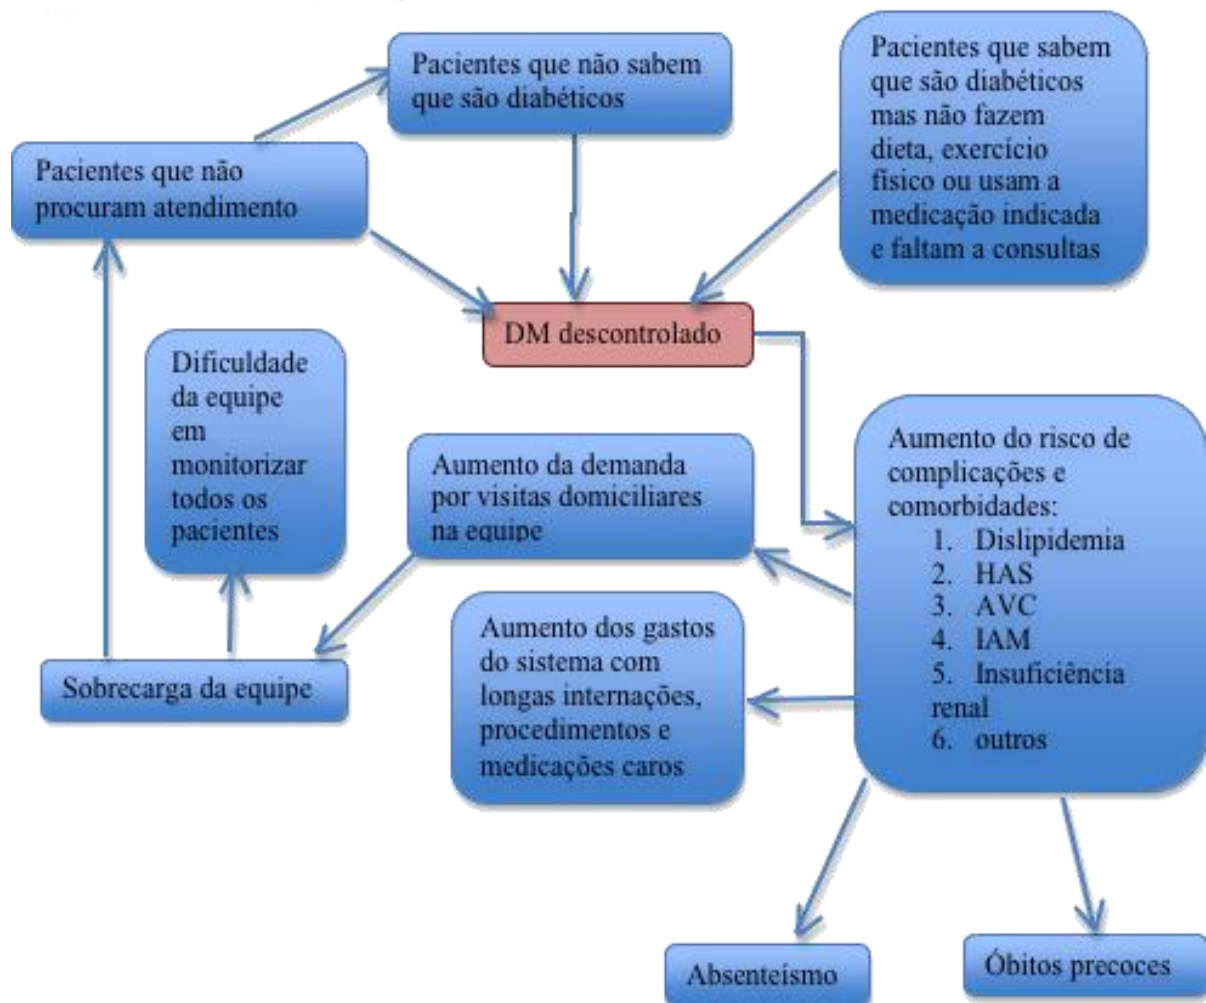 Pacientes que não sabem
que são diabéticos
Pacientes que sabem
que são diabéticos
mas não fazem
dieta, exercício
físico ou usam a
medicação indicada
e faltam a consultas
Pacientes que não
procuram atendimento
DM descontrolado
Dificuldade
da equipe
em
monitorizar
todos os
pacientes
Aumento da demanda
por visitas domiciliares
na equipe
Aumento do risco de
complicações e
comorbidades:
1. Dislipidemia
2. HAS
3. AVC
4. IAM
5. Insuficiência
renal
6. outros
Aumento dos gastos
do sistema com
longas internações,
procedimentos e
medicações caros
Sobrecarga da equipe
Absenteísmo
Óbitos precoces